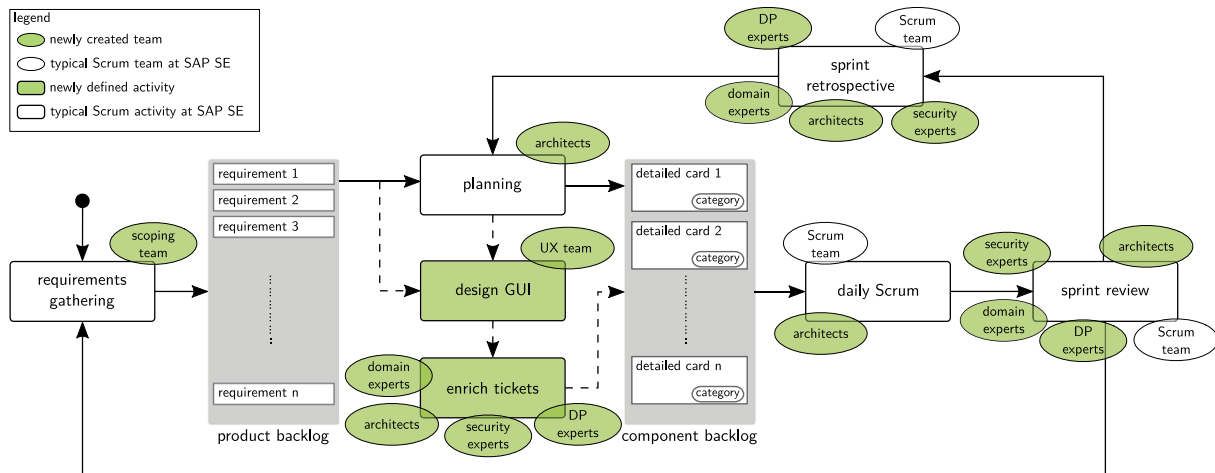 legend
newly created team
typical Scrum team at SAP SE
newly defined activity
typical Scrum activity at SAP SE
DP
experts
Scrum
team
sprint
retrospective
domain
experts
architects
security
experts
architects
planning
requirement 1
requirement 2
requirement 3
requirement n
product backlog
scoping
team
requirements
gathering
UX team
design GUI
domain
experts
enrich tickets
architects
security
experts
DP
experts
detailed card 1
category
detailed card 2
category
detailed card n
category
component backlog
Scrum
team
daily Scrum
architects
security
experts
architects
sprint review
domain
experts
DP
experts
Scrum
team